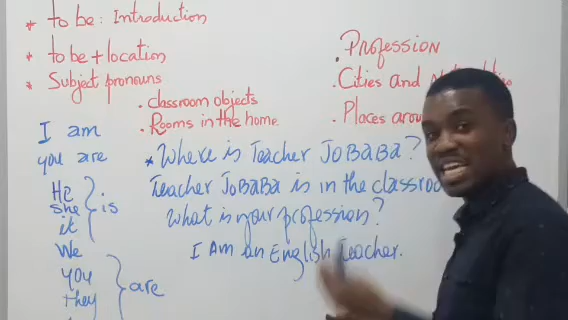 * to be: Introduction
* to be + location
* Subject pronouns
. classroom objects
. Rooms in the home
. Profession
. Cities and
. Places
I am
you are
He
she
it
is
We
you
they
are
* Where is Teacher JoBaBa?
Teacher JoBaBa is in the
What is your profession?
I Am an English Teacher.